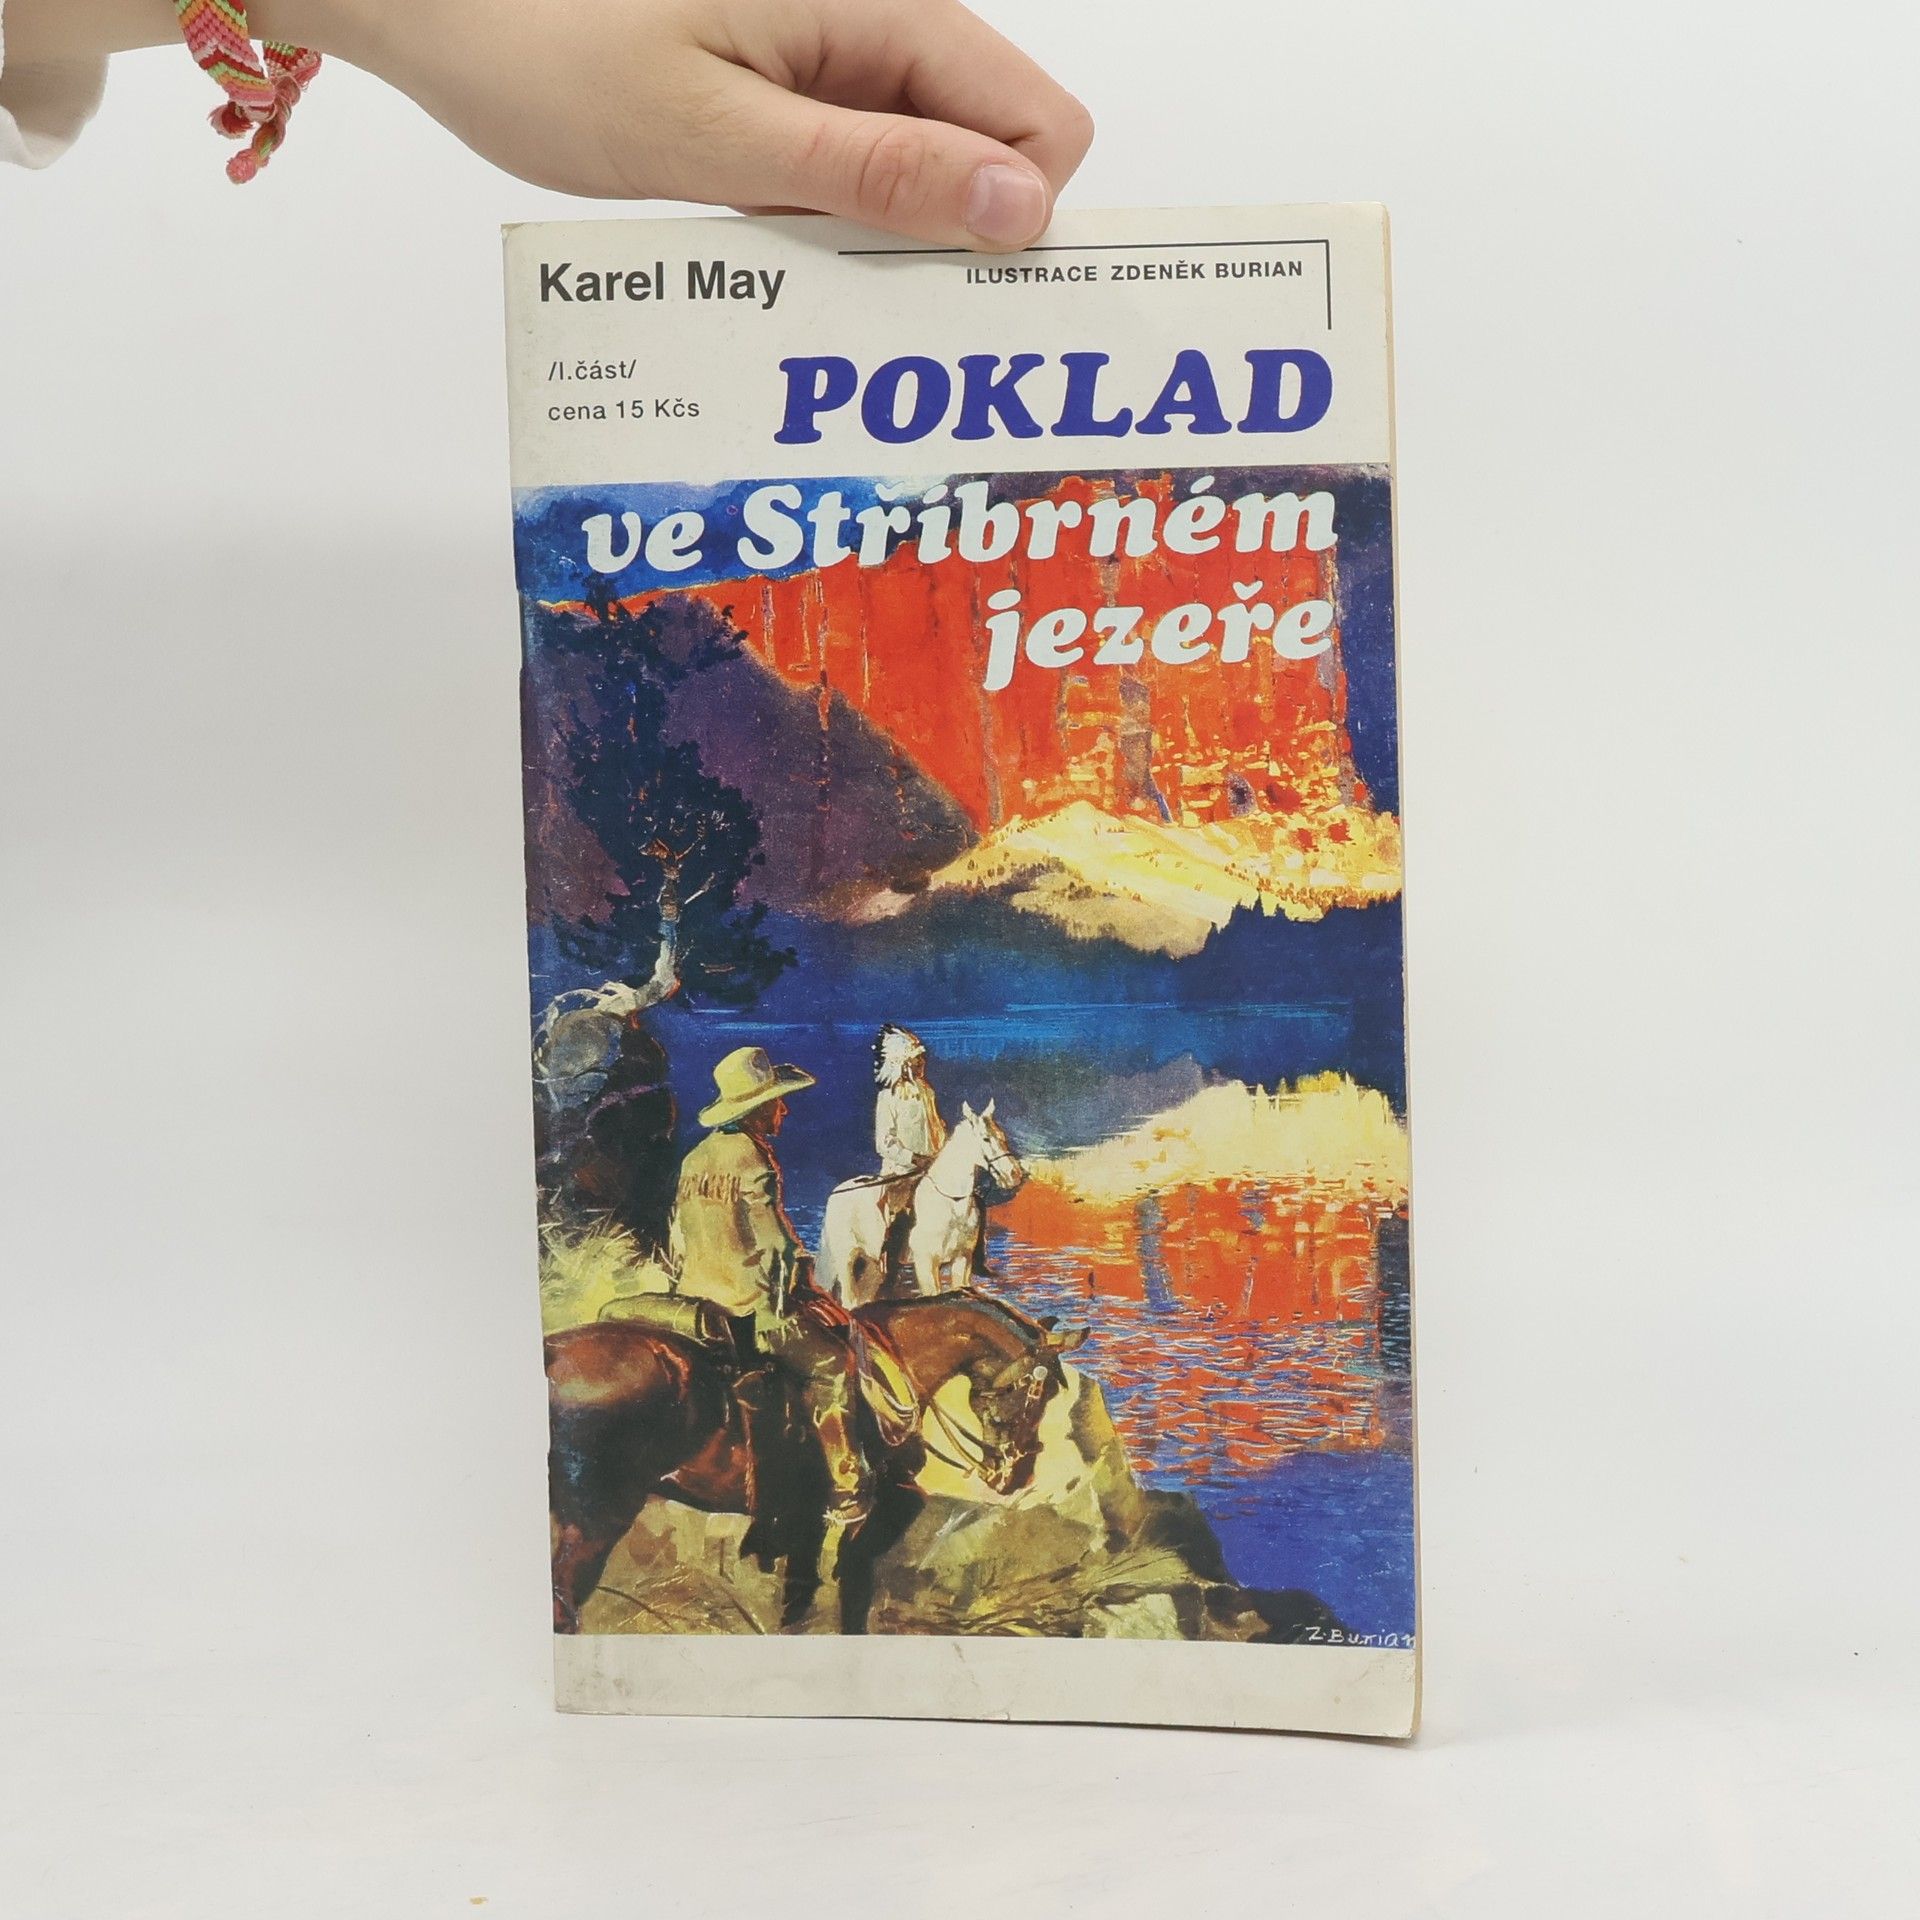 Karel May
ILUSTRACE ZDENĚK BURIAN
/I.část/
cena 15 Kčs
POKLAD
ve Stříbrném
jezeře
Z. Burian